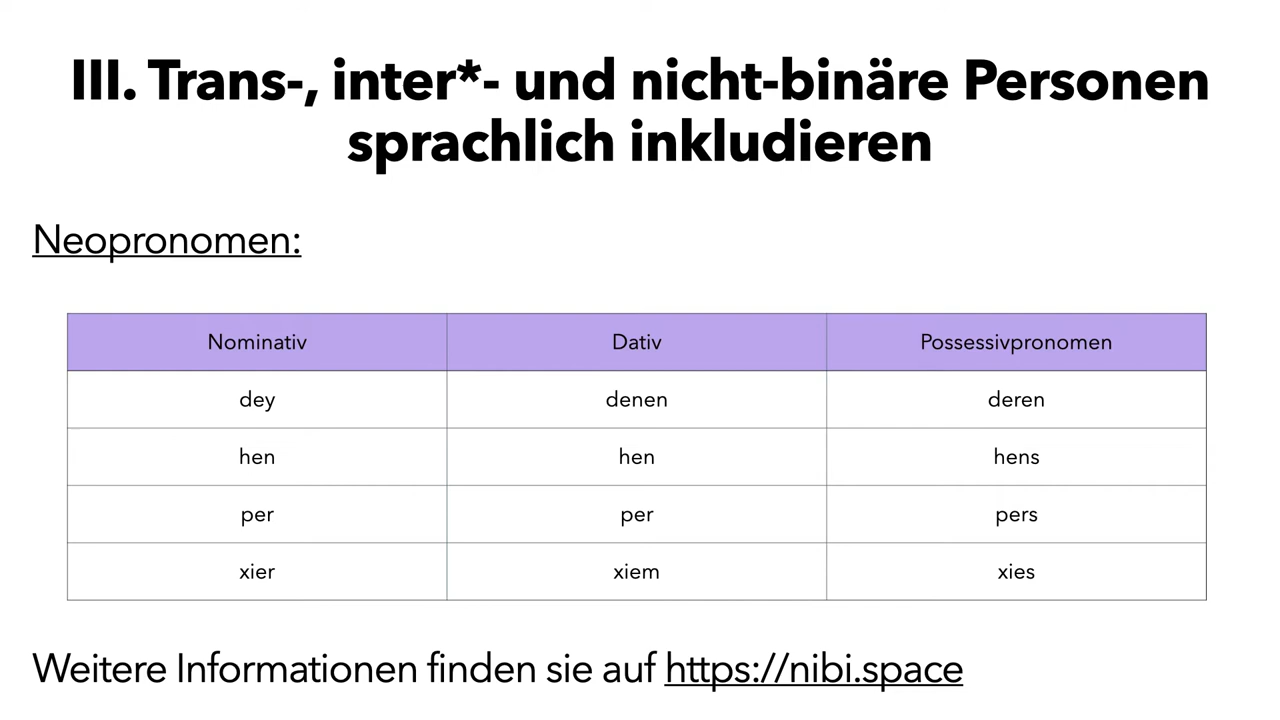 III. Trans-, inter*- und nicht-binäre Personen
sprachlich inkludieren
Neopronomen:
Nominativ Dativ Possessivpronomen
dey denen deren
hen hen hens
per per pers
xier xiem xies
Weitere Informationen finden sie auf https://nibi.space